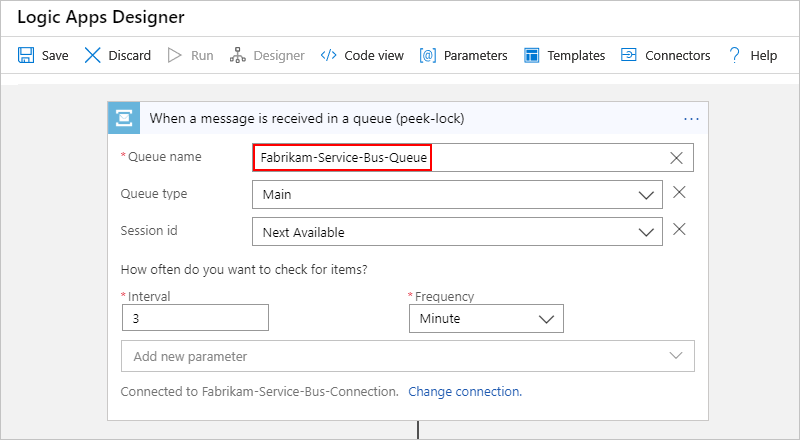 Logic Apps Designer
Save Discard Run Designer </> Code view [@] Parameters Templates Connectors ? Help
When a message is received in a queue (peek-lock) ...
* Queue name Fabrikam-Service-Bus-Queue
Queue type Main
Session id Next Available
How often do you want to check for items?
* Interval * Frequency
3 Minute
Add new parameter
Connected to Fabrikam-Service-Bus-Connection. Change connection.